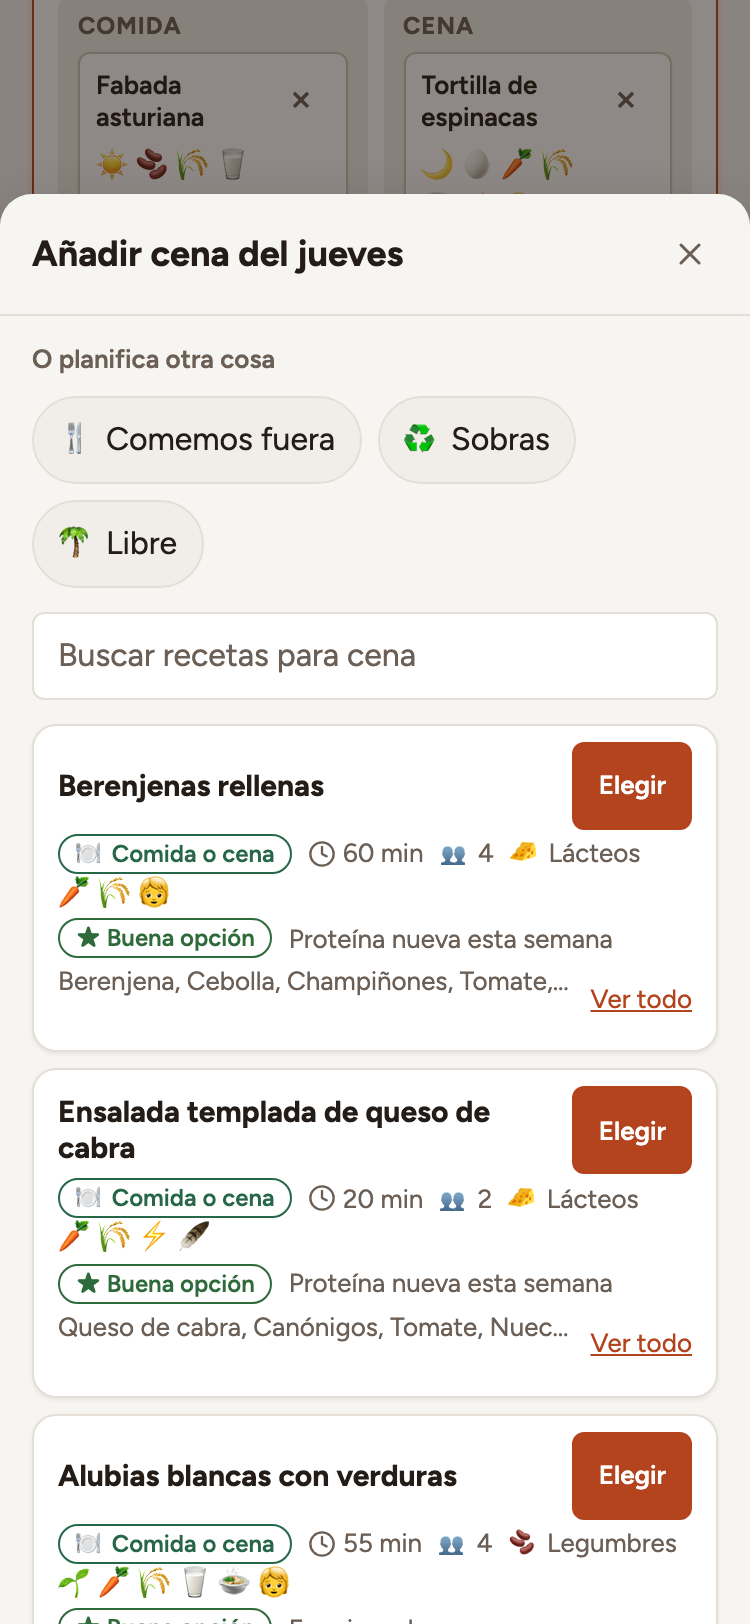 COMIDA
CENA
Fabada
asturiana
Tortilla de
espinacas
Añadir cena del jueves
O planifica otra cosa
Comemos fuera
Sobras
Libre
Buscar recetas para cena
Berenjenas rellenas
Elegir
Comida o cena 60 min 4 Lácteos
Buena opción Proteína nueva esta semana
Berenjena, Cebolla, Champiñones, Tomate,...
Ver todo
Ensalada templada de queso de
cabra
Elegir
Comida o cena 20 min 2 Lácteos
Buena opción Proteína nueva esta semana
Queso de cabra, Canónigos, Tomate, Nuec...
Ver todo
Alubias blancas con verduras
Elegir
Comida o cena 55 min 4 Legumbres
Buena opción